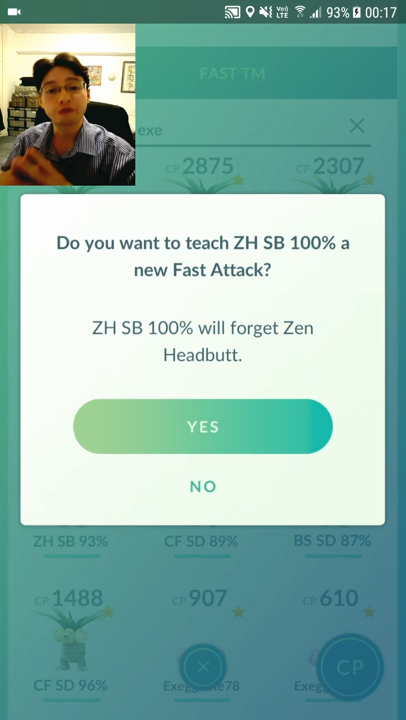 Vo)) LTE 93% 00:17
FAST TM
exe
CP 2875 CP 2307
Do you want to teach ZH SB 100% a
new Fast Attack?
ZH SB 100% will forget Zen
Headbutt.
YES
NO
ZH SB 93% CF SD 89% BS SD 87%
CP 1488 CP 907 CP 610
CF SD 96%
CP